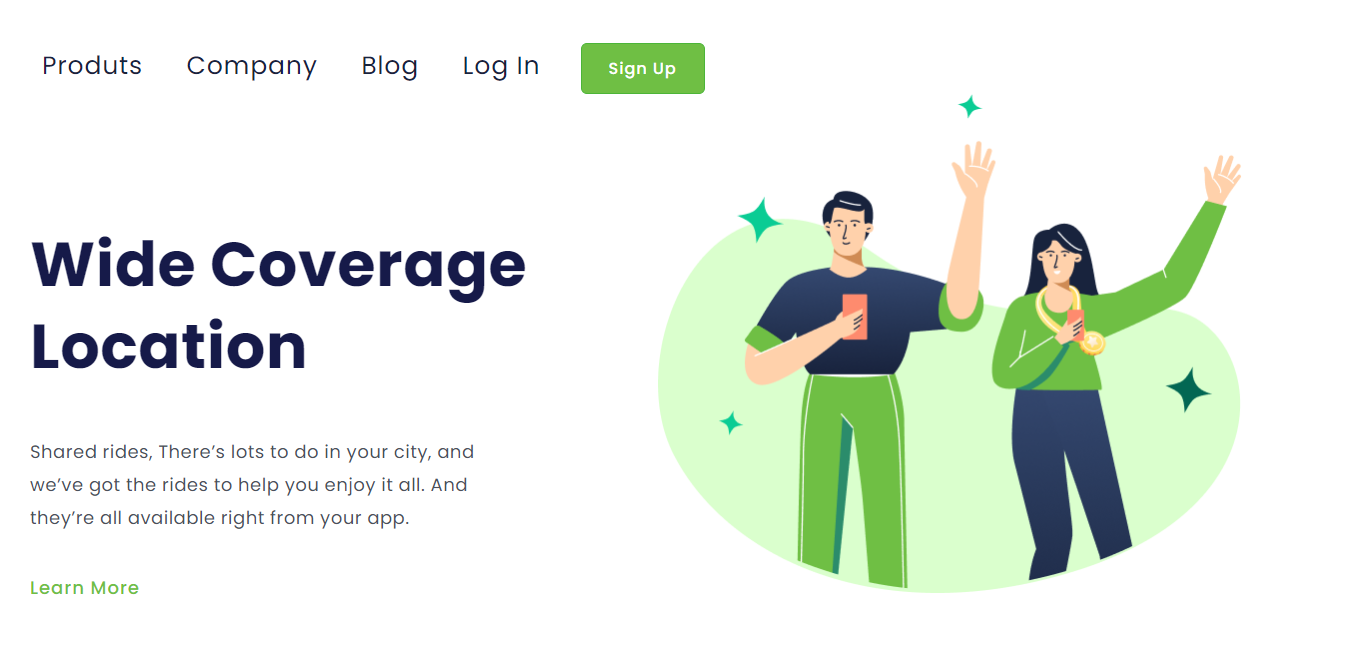 Produts Company Blog Log In Sign Up
Wide Coverage
Location
Shared rides, There’s lots to do in your city, and
we’ve got the rides to help you enjoy it all. And
they’re all available right from your app.
Learn More